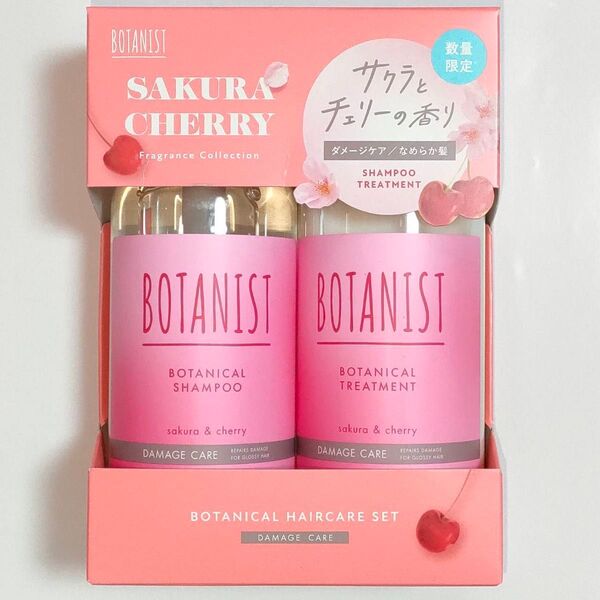 BOTANIST
SAKURA
CHERRY
Fragrance Collection
サクラと
チェリーの香り
数量
限定
ダメージケア／なめらか髪
SHAMPOO
TREATMENT
BOTANIST
BOTANICAL
SHAMPOO
sakura & cherry
DAMAGE CARE
REPAIRS DAMAGE
FOR GLOSSY HAIR
BOTANIST
BOTANICAL
TREATMENT
sakura & cherry
DAMAGE CARE
REPAIRS DAMAGE
FOR GLOSSY HAIR
BOTANICAL HAIRCARE SET
DAMAGE CARE